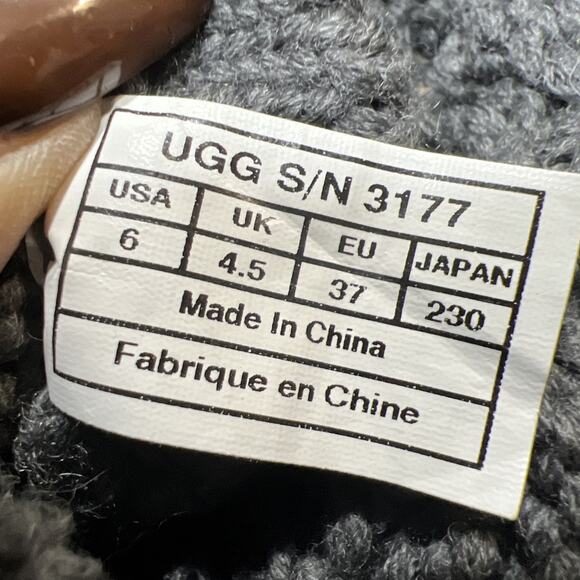 UGG S/N 3177
USA UK EU JAPAN
6 4.5 37 230
Made In China
Fabrique en Chine